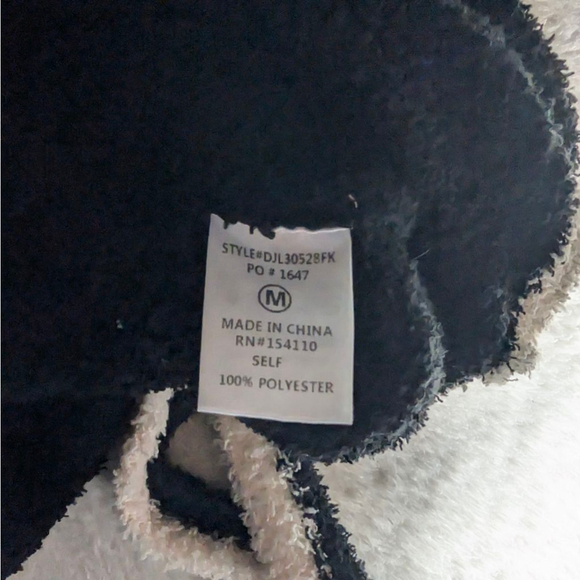 STYLE#DJL30528FK
PO # 1647
M
MADE IN CHINA
RN#154110
SELF
100% POLYESTER